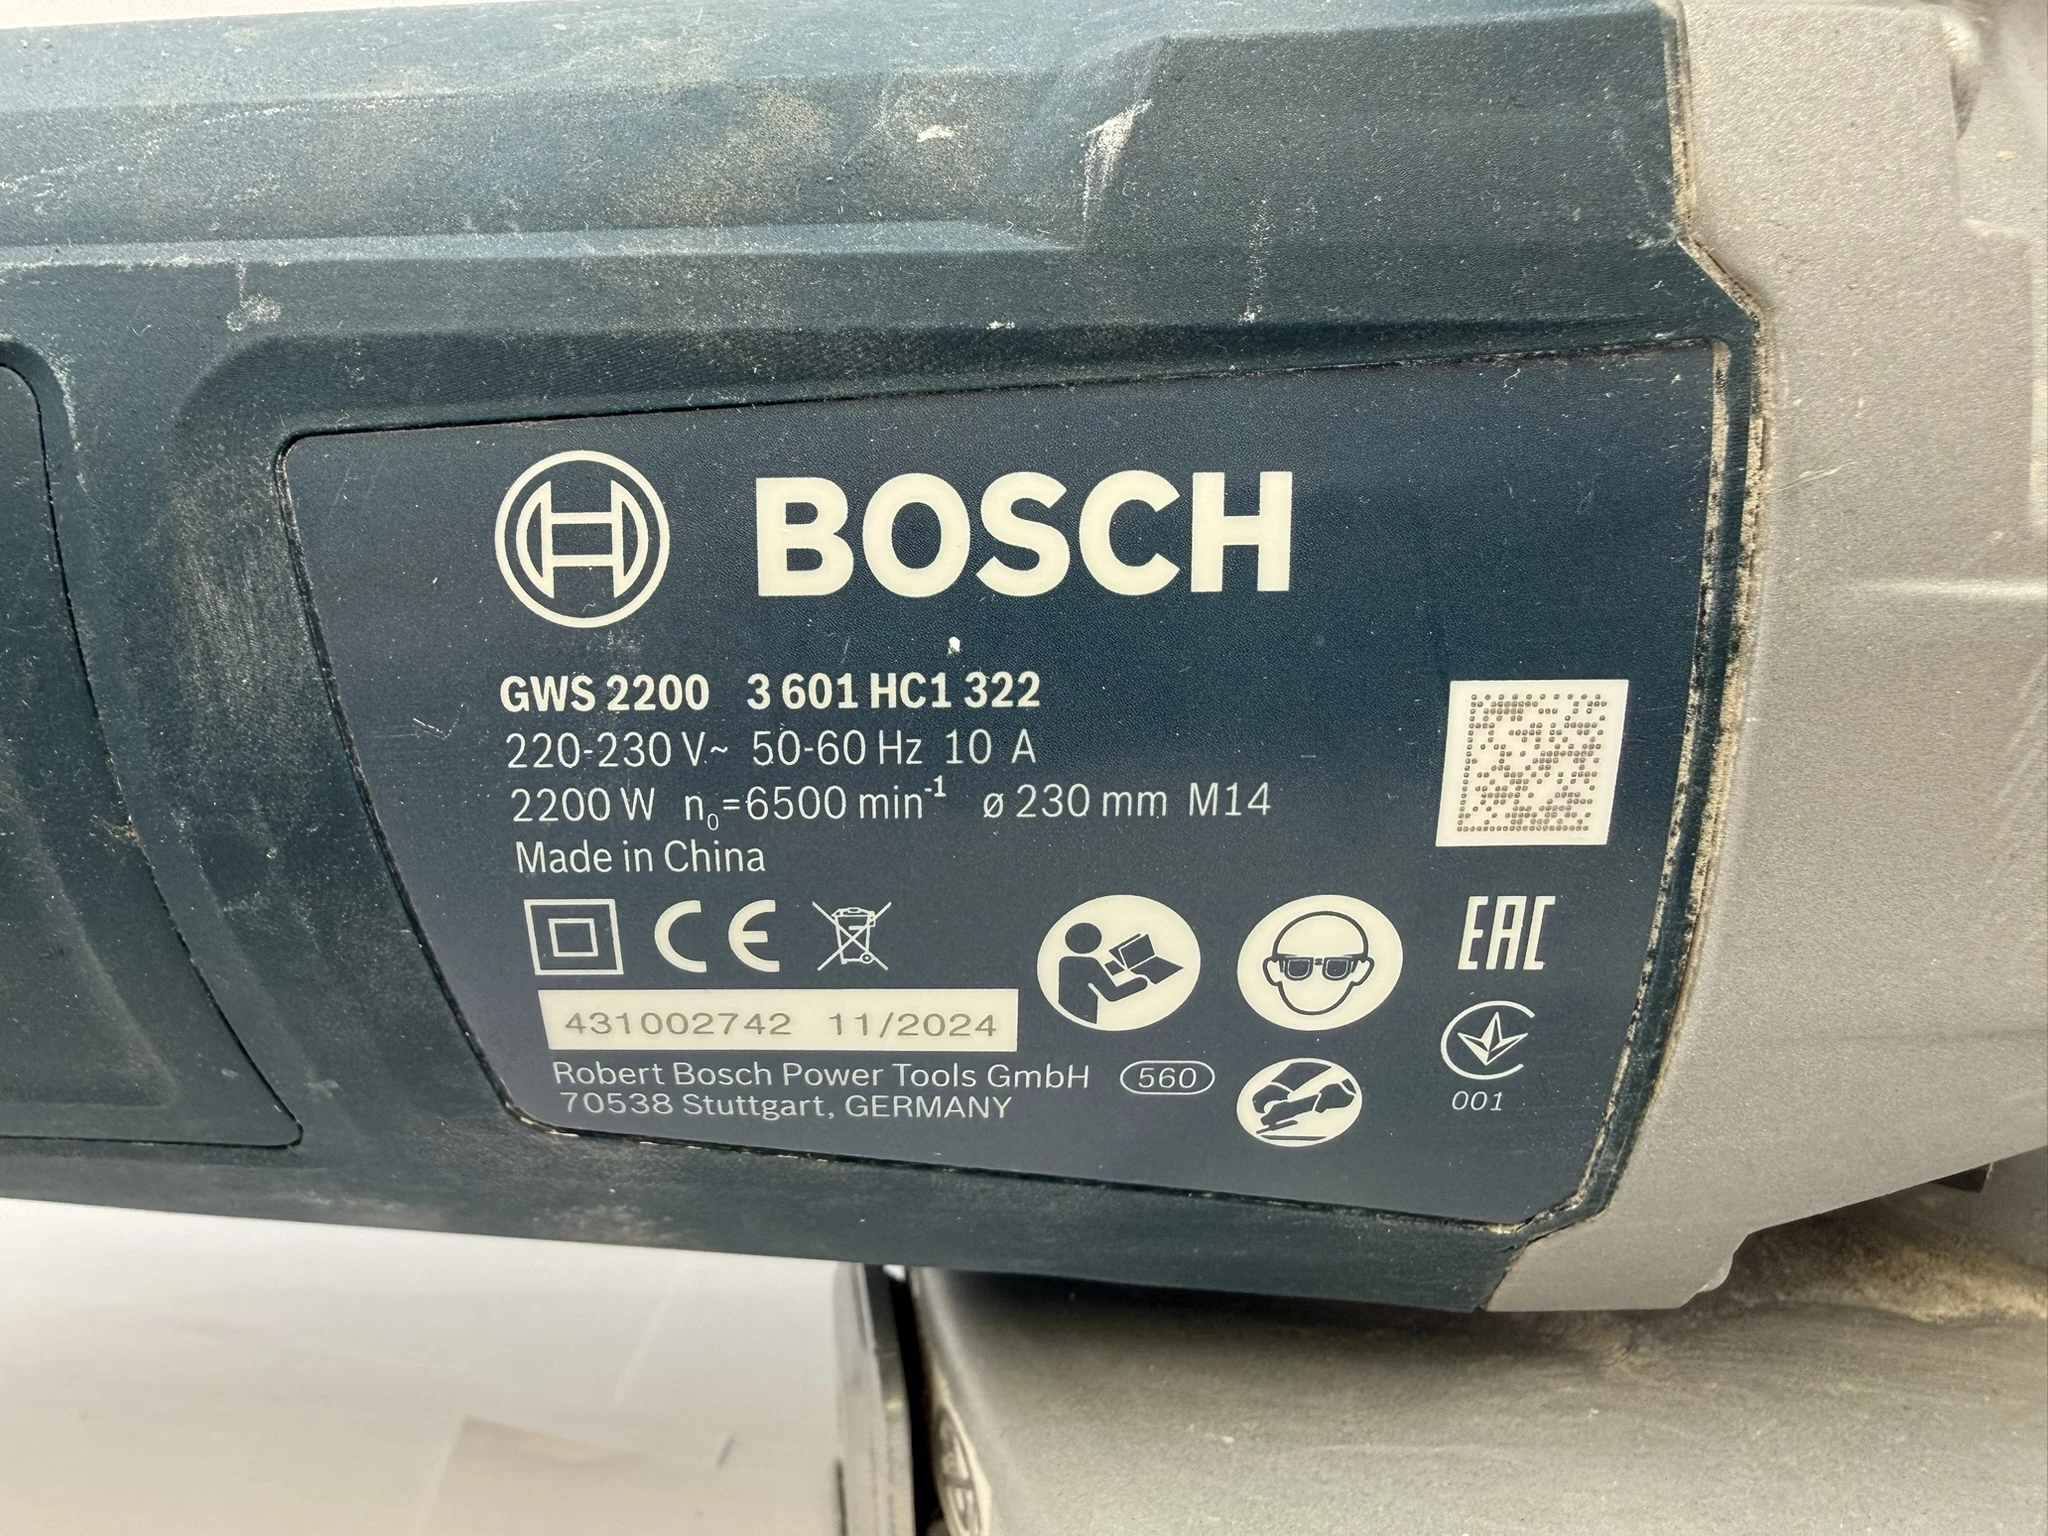 BOSCH
GWS 2200 3 601 HC1 322
220-230 V~ 50-60 Hz 10 A
2200 W n₀=6500 min⁻¹ ø 230 mm M14
Made in China
CE
EAC
431002742 11/2024
Robert Bosch Power Tools GmbH 560
70538 Stuttgart, GERMANY
001